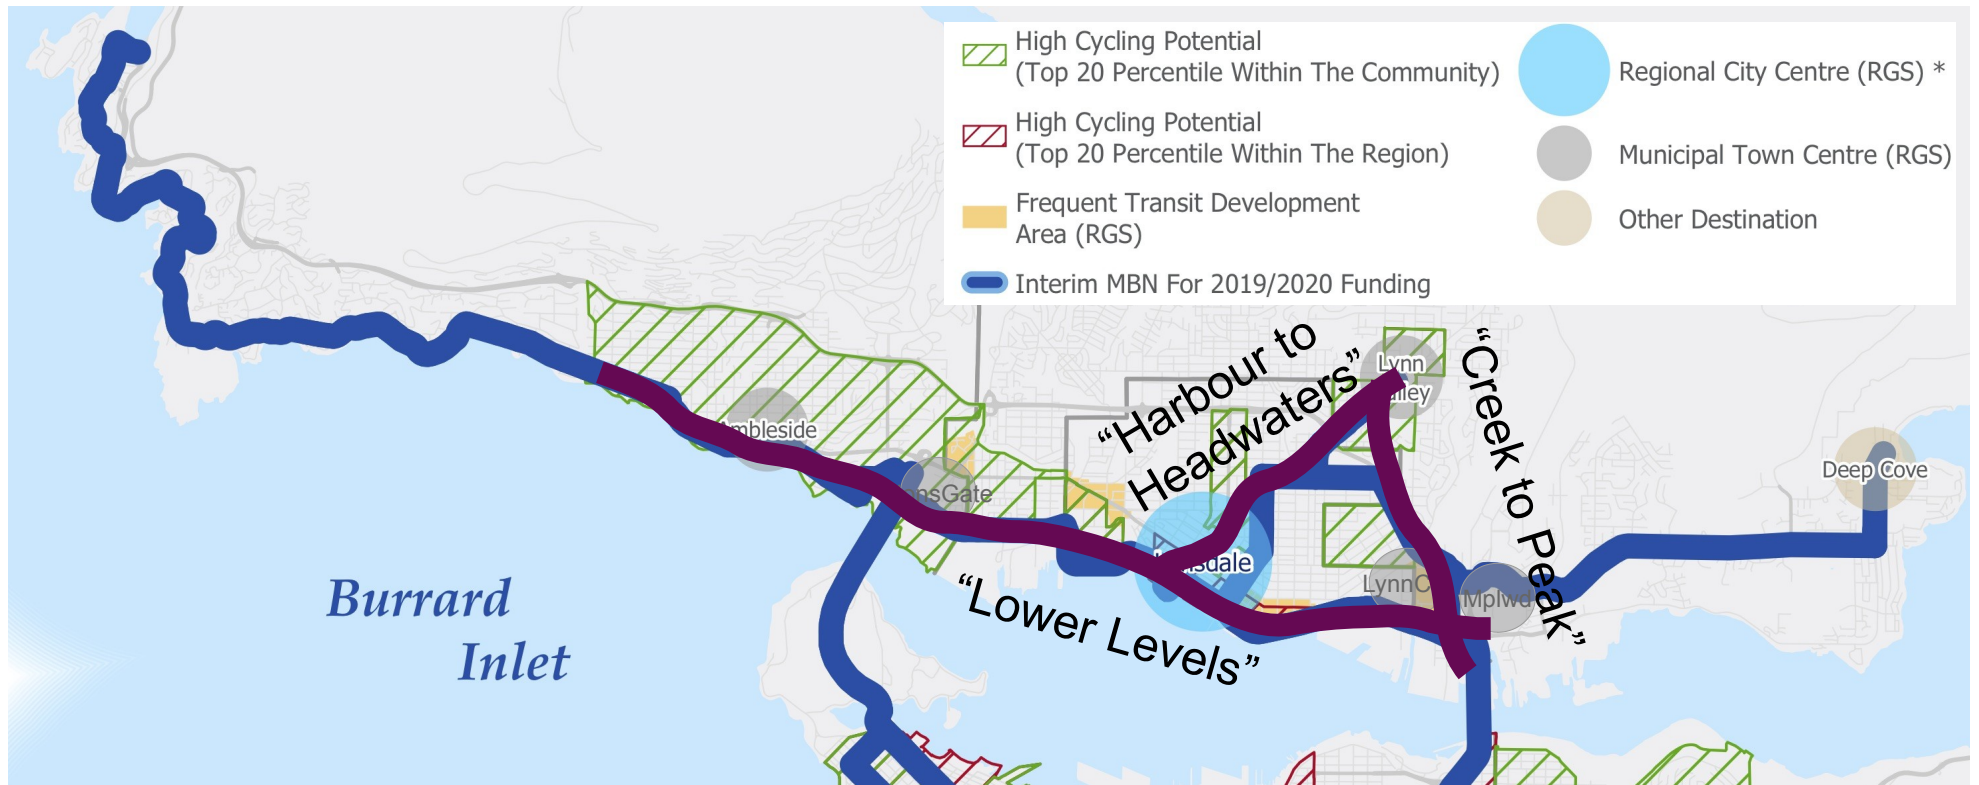 High Cycling Potential
(Top 20 Percentile Within The Community)
High Cycling Potential
(Top 20 Percentile Within The Region)
Frequent Transit Development
Area (RGS)
Interim MBN For 2019/2020 Funding
Regional City Centre (RGS) *
Municipal Town Centre (RGS)
Other Destination
“Harbour to
Headwaters”
“Creek to Peak”
“Lower Levels”
Lynn
Deep Cove
Mplwd
Burrard
Inlet